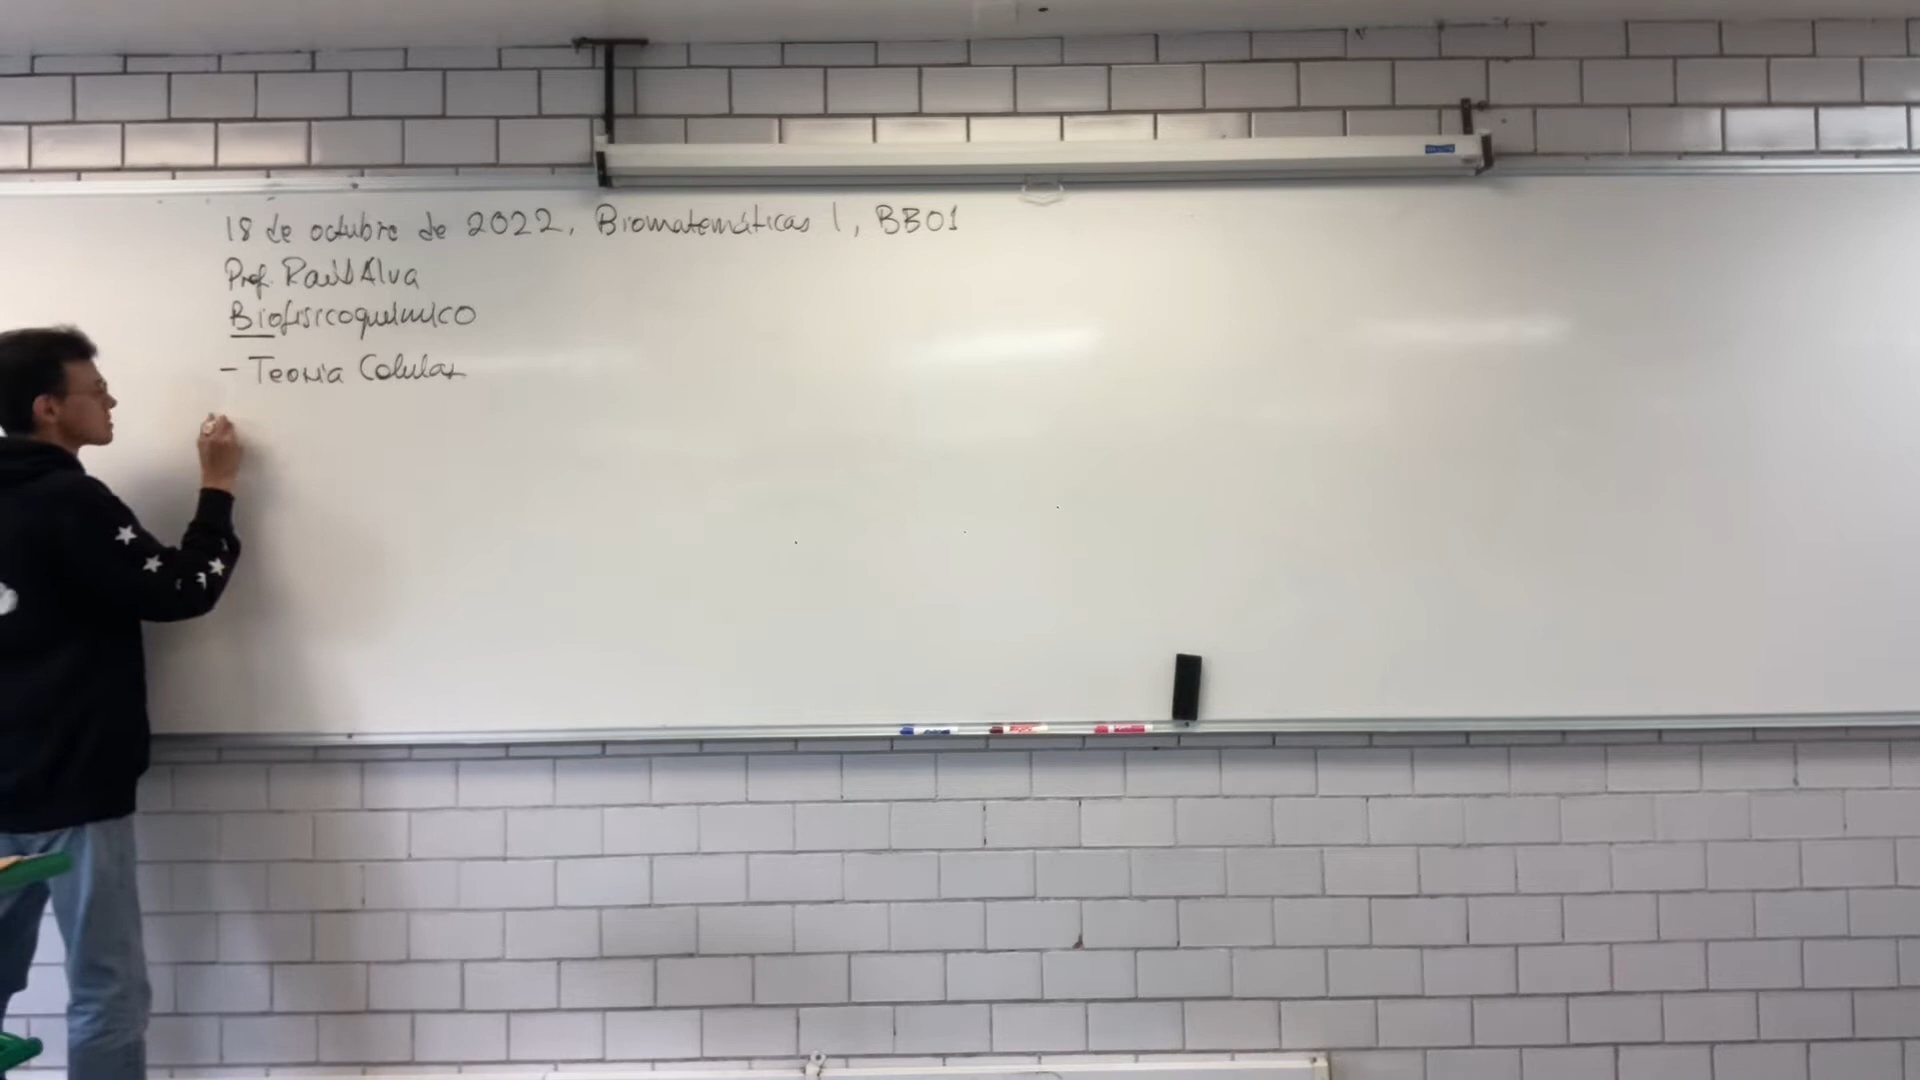 18 de octubre de 2022, Biomatemáticas 1, BB01
Prof. Raúl Alva
Biofisicoquímico
- Teoría Celular